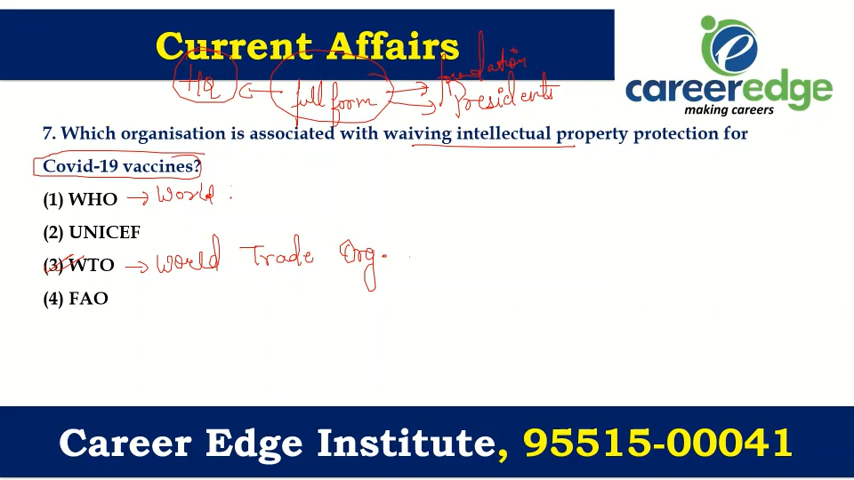 Current Affairs
HQ
full form
foundation
Presidents
careeredge
making careers
7. Which organisation is associated with waiving intellectual property protection for
Covid-19 vaccines?
(1) WHO → World :
(2) UNICEF
(3) WTO → World Trade Org.
(4) FAO
Career Edge Institute, 95515-00041